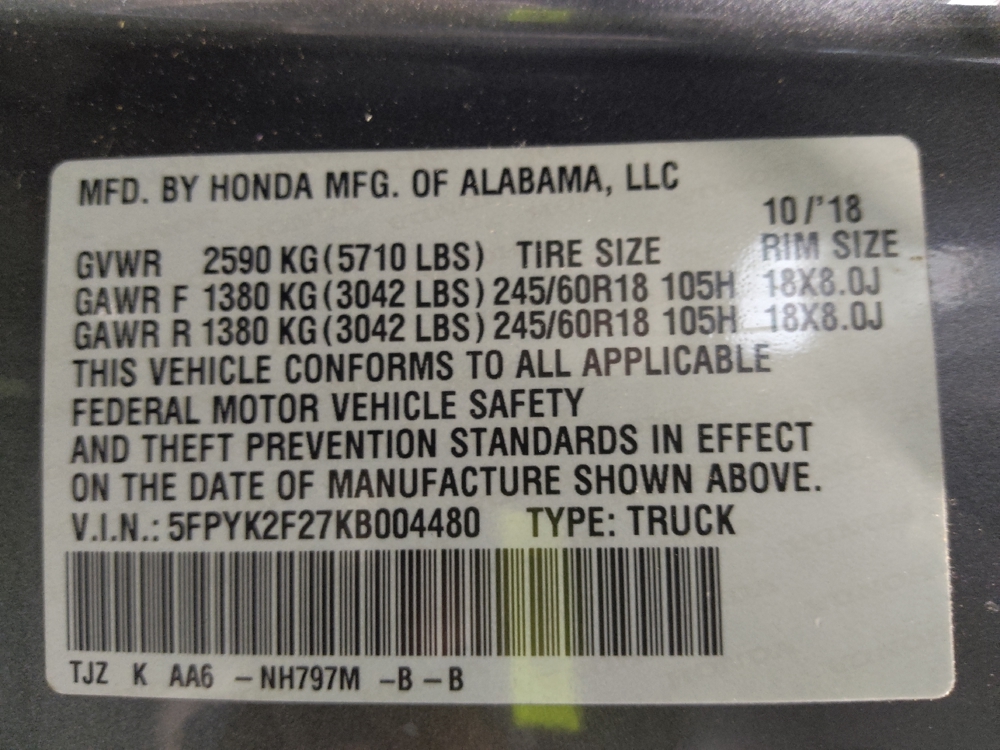 MFD. BY HONDA MFG. OF ALABAMA, LLC
10/'18
GVWR 2590 KG(5710 LBS) TIRE SIZE RIM SIZE
GAWR F 1380 KG(3042 LBS) 245/60R18 105H 18X8.0J
GAWR R 1380 KG(3042 LBS) 245/60R18 105H 18X8.0J
THIS VEHICLE CONFORMS TO ALL APPLICABLE
FEDERAL MOTOR VEHICLE SAFETY
AND THEFT PREVENTION STANDARDS IN EFFECT
ON THE DATE OF MANUFACTURE SHOWN ABOVE.
V.I.N.: 5FPYK2F27KB004480 TYPE: TRUCK
TJZ K AA6 -NH797M -B-B